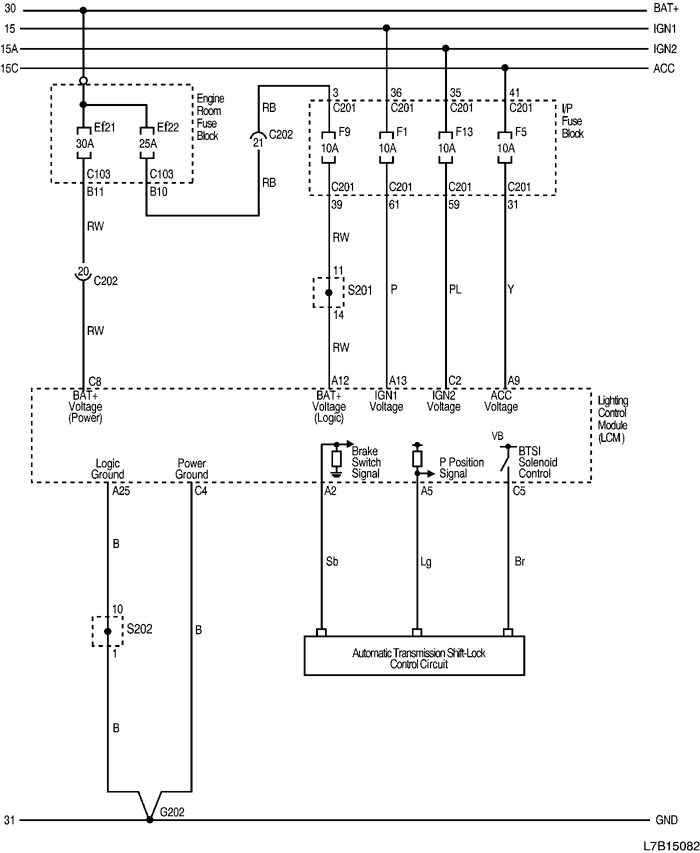 30 BAT+
15 IGN1
15A IGN2
15C ACC
3 36 35 41
C201 C201 C201 C201
Engine
Room
Fuse
Block
I/P
Fuse
Block
RB
Ef21 Ef22
30A 25A
21 C202
F9 F1 F13 F5
10A 10A 10A 10A
C103 C103
B11 B10
RB
C201 C201 C201 C201
39 61 59 31
RW RW
20 C202
11
S201
14
P PL Y
RW RW
C8 A12 A13 C2 A9
BAT+
Voltage
(Power)
BAT+
Voltage
(Logic)
IGN1
Voltage
IGN2
Voltage
ACC
Voltage
Lighting
Control
Module
(LCM)
Logic
Ground
Power
Ground
Brake
Switch
Signal
P Position
Signal
VB
BTSI
Solenoid
Control
A25 C4 A2 A5 C5
B
Sb Lg Br
10
S202
1
B
Automatic Transmission Shift-Lock
Control Circuit
B
G202
31 GND
L7B15082